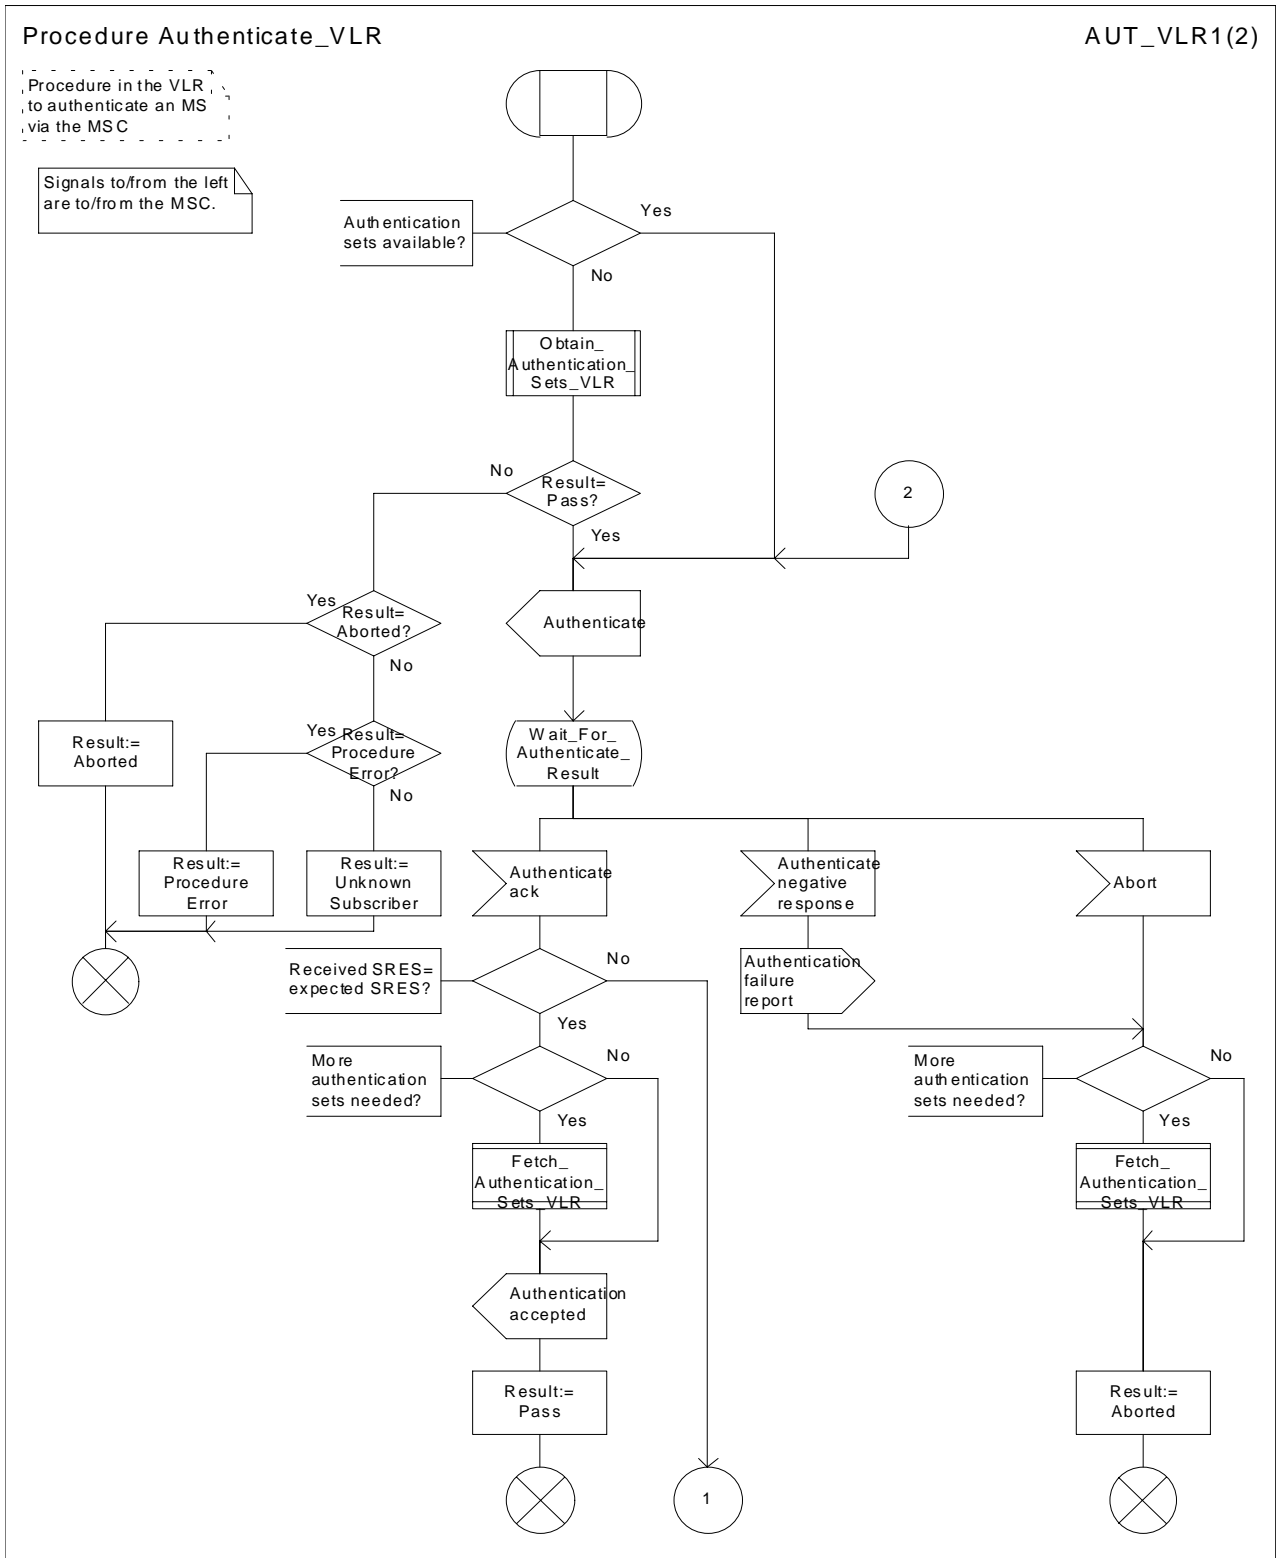 Procedure Authenticate_VLR
AUT_VLR1(2)
Procedure in the VLR
to authenticate an MS
via the MSC
Signals to/from the left
are to/from the MSC.
Authentication
sets available?
Yes
No
Obtain_
Authentication_
Sets_VLR
No
Result=
Pass?
Yes
2
Yes
Result=
Aborted?
No
Authenticate
Result:=
Aborted
Yes
Result=
Procedure
Error?
No
Wait_For_
Authenticate_
Result
Result:=
Procedure
Error
Result:=
Unknown
Subscriber
Authenticate
ack
Authenticate
negative
response
Abort
Received SRES=
expected SRES?
No
Yes
Authentication
failure
report
More
authentication
sets needed?
No
Yes
More
authentication
sets needed?
No
Yes
Fetch_
Authentication_
Sets_VLR
Fetch_
Authentication_
Sets_VLR
Authentication
accepted
Result:=
Pass
Result:=
Aborted
1